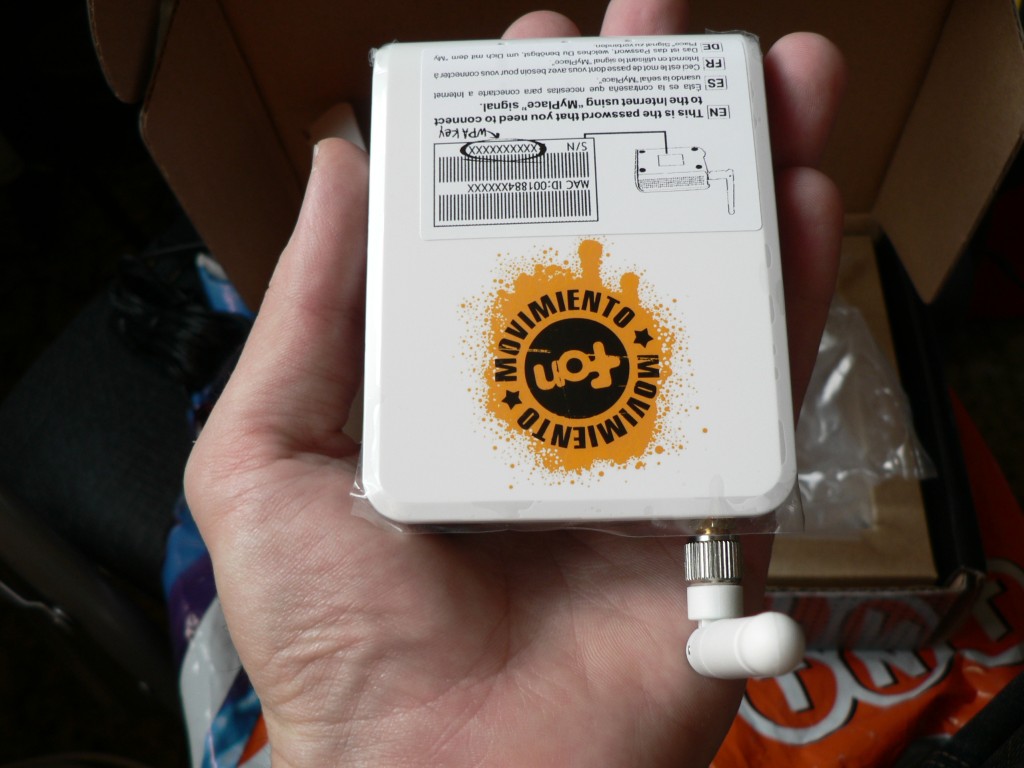 MAC ID:001884XXXXXX
S/N XXXXXXXXXXX
WPA key
EN This is the password that you need to connect
to the Internet using "MyPlace" signal.
ES Esta es la contraseña que necesitas para conectarte a Internet
usando la señal "MyPlace".
FR Ceci est le mot de passe dont vous avez besoin pour vous connecter à
Internet en utilisant le signal "MyPlace"
DE Das ist das Passwort, welches Du benötigst, um Dich mit dem "My
Place" Signal zu verbinden.
MOVIMIENTO
fon
MOVIMIENTO